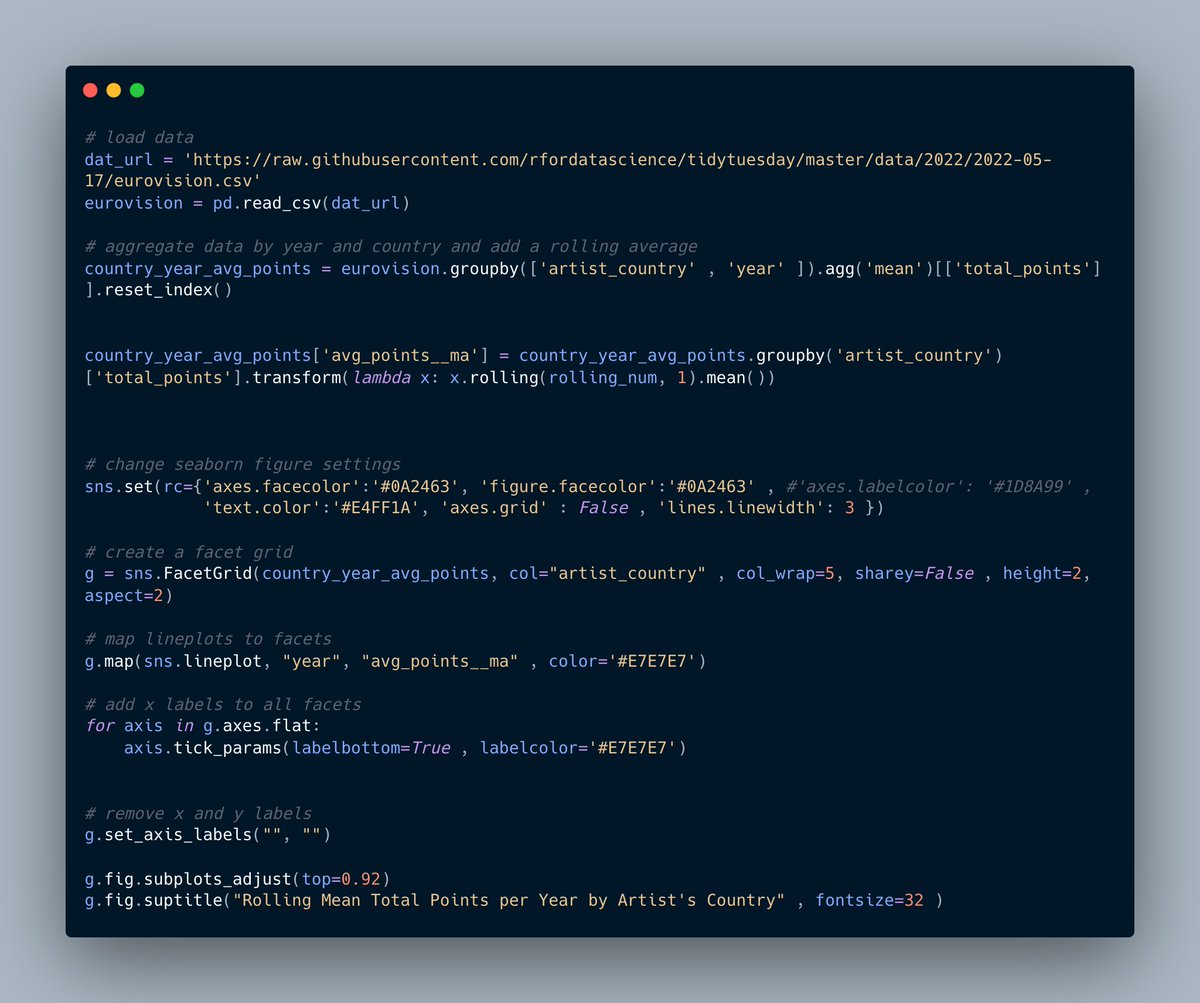 # load data
dat_url = 'https://raw.githubusercontent.com/rfordatascience/tidytuesday/master/data/2022/2022-05-
17/eurovision.csv'
eurovision = pd.read_csv(dat_url)
# aggregate data by year and country and add a rolling average
country_year_avg_points = eurovision.groupby(['artist_country' , 'year' ]).agg('mean')[['total_points']
].reset_index()
country_year_avg_points['avg_points__ma'] = country_year_avg_points.groupby('artist_country')
['total_points'].transform(lambda x: x.rolling(rolling_num, 1).mean())
# change seaborn figure settings
sns.set(rc={'axes.facecolor':'#0A2463', 'figure.facecolor':'#0A2463' , #'axes.labelcolor': '#1D8A99' ,
            'text.color':'#E4FF1A', 'axes.grid' : False , 'lines.linewidth': 3 })
# create a facet grid
g = sns.FacetGrid(country_year_avg_points, col="artist_country" , col_wrap=5, sharey=False , height=2,
aspect=2)
# map lineplots to facets
g.map(sns.lineplot, "year", "avg_points__ma" , color='#E7E7E7')
# add x labels to all facets
for axis in g.axes.flat:
    axis.tick_params(labelbottom=True , labelcolor='#E7E7E7')
# remove x and y labels
g.set_axis_labels("", "")
g.fig.subplots_adjust(top=0.92)
g.fig.suptitle("Rolling Mean Total Points per Year by Artist's Country" , fontsize=32 )